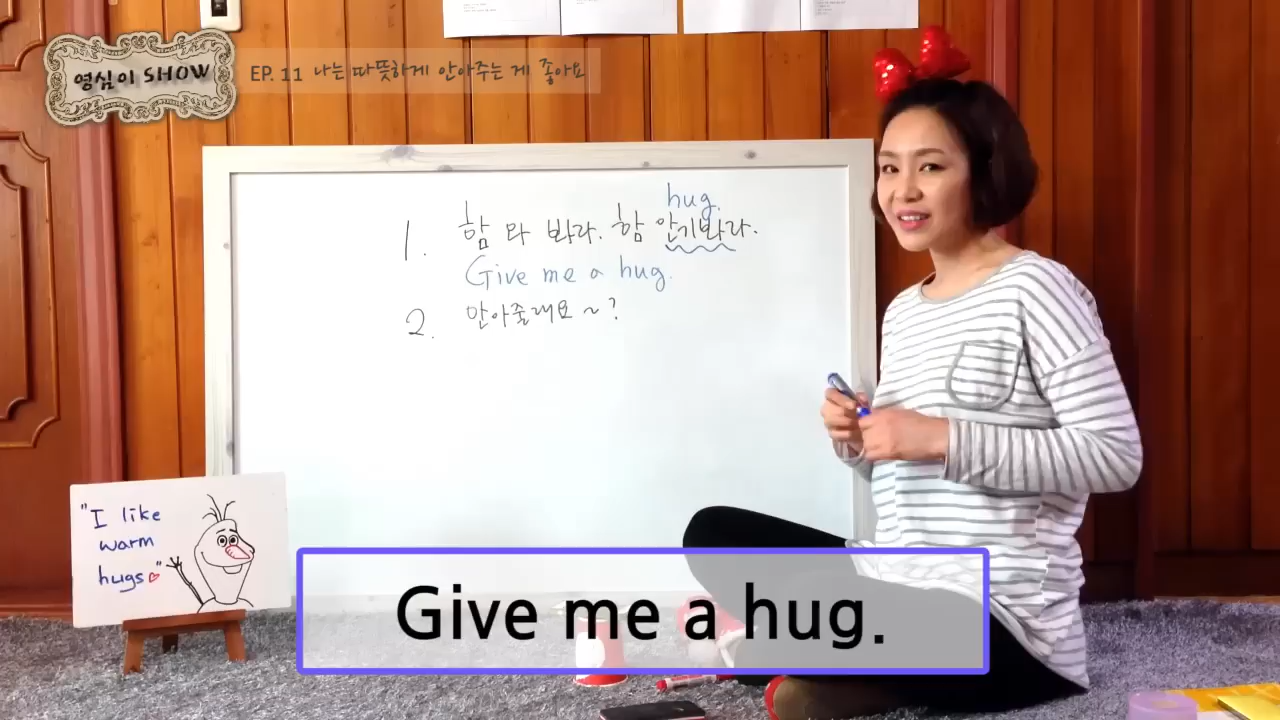 영심이 SHOW
EP. 11 나는 따뜻하게 안아주는 게 좋아요
hug.
1. 함 마 봐라. 함 안기봐라.
Give me a hug.
2. 안아줄래요 ~ ?
"I like
warm
hugs♡"
Give me a hug.